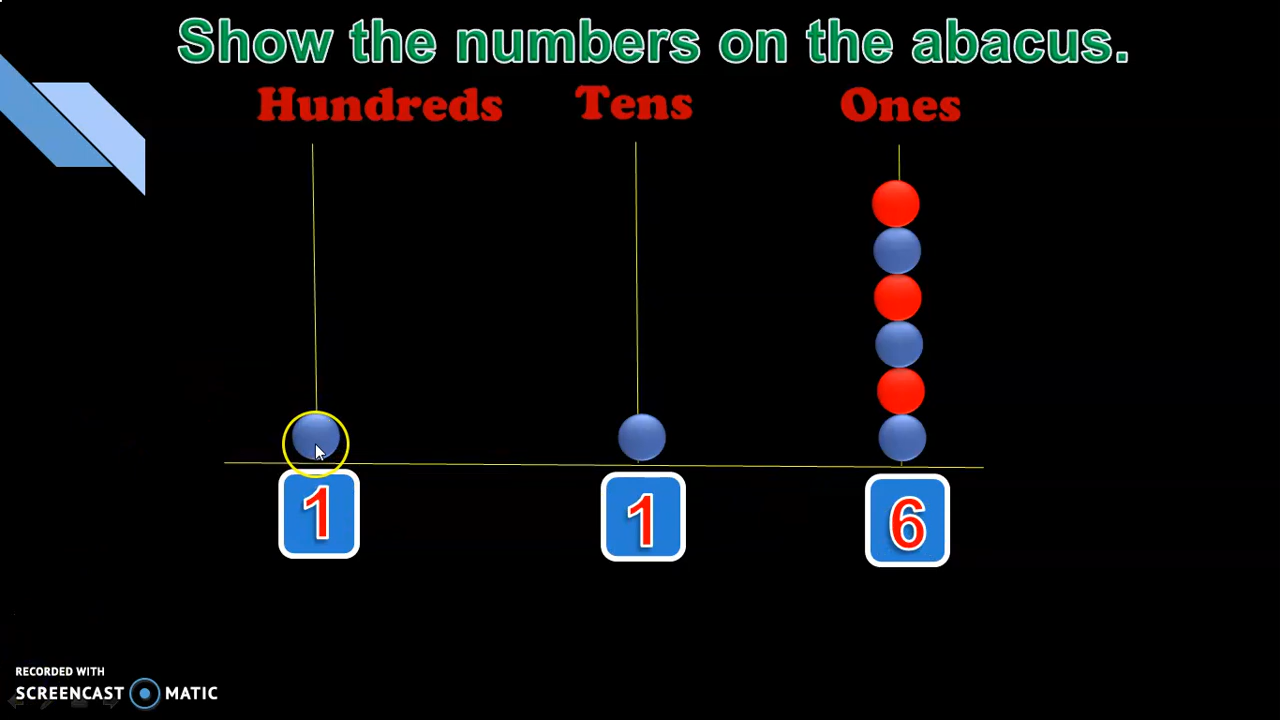 Show the numbers on the abacus.
Hundreds Tens Ones
1 1 6
RECORDED WITH
SCREENCAST MATIC